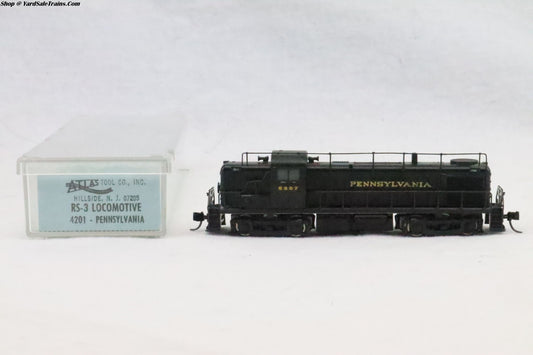 Shop @ YardSaleTrains.Com
ATLAS TOOL CO., INC.
HILLSIDE, N. J. 07205
RS-3 LOCOMOTIVE
4201 - PENNSYLVANIA
PENNSYLVANIA